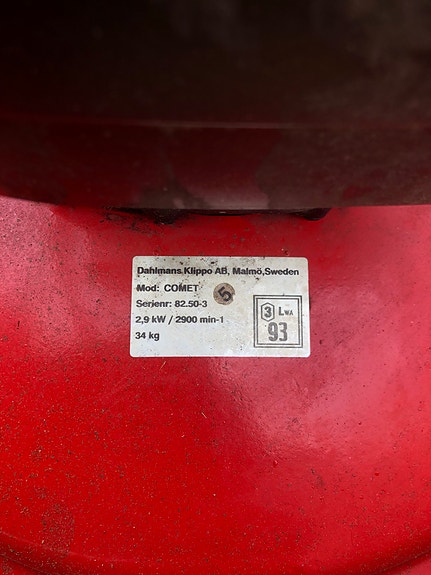 Dahlmans Klippo AB, Malmö,Sweden
Mod: COMET 5
Serienr: 82.50-3
2,9 kW / 2900 min-1
34 kg
3 LWA
93